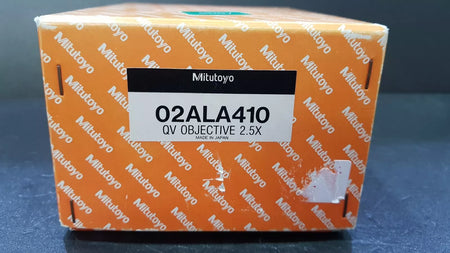 Mitutoyo
02ALA410
QV OBJECTIVE 2.5X
MADE IN JAPAN